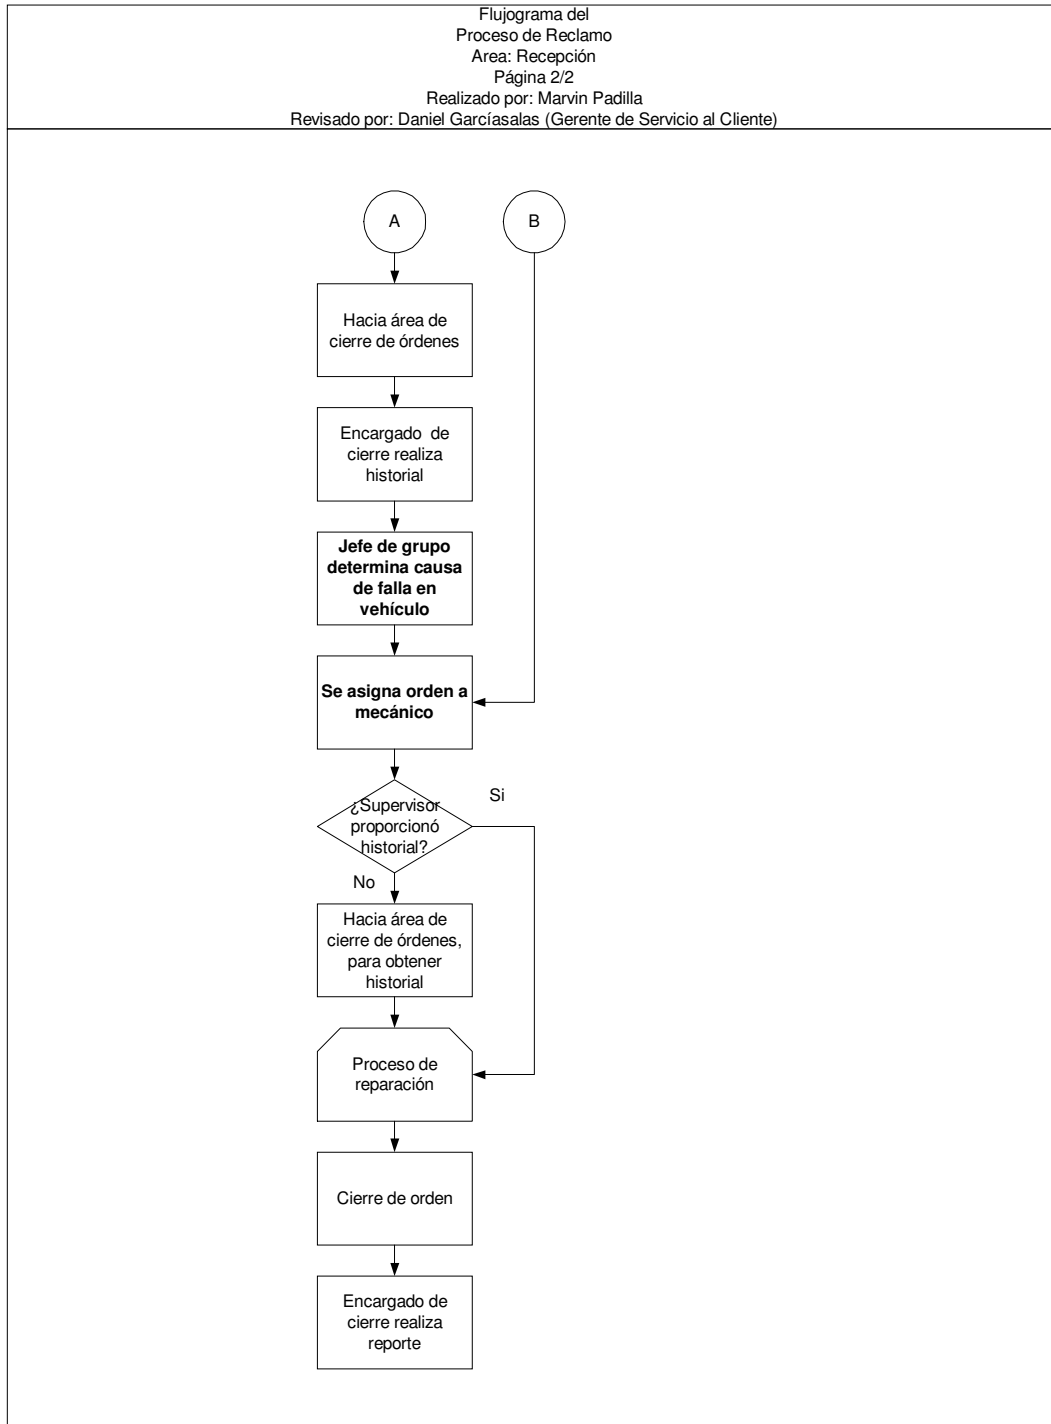 Flujograma del
Proceso de Reclamo
Area: Recepción
Página 2/2
Realizado por: Marvin Padilla
Revisado por: Daniel Garcíasalas (Gerente de Servicio al Cliente)
A
B
Hacia área de
cierre de órdenes
Encargado de
cierre realiza
historial
Jefe de grupo
determina causa
de falla en
vehículo
Se asigna orden a
mecánico
Si
¿Supervisor
proporcionó
historial?
No
Hacia área de
cierre de órdenes,
para obtener
historial
Proceso de
reparación
Cierre de orden
Encargado de
cierre realiza
reporte